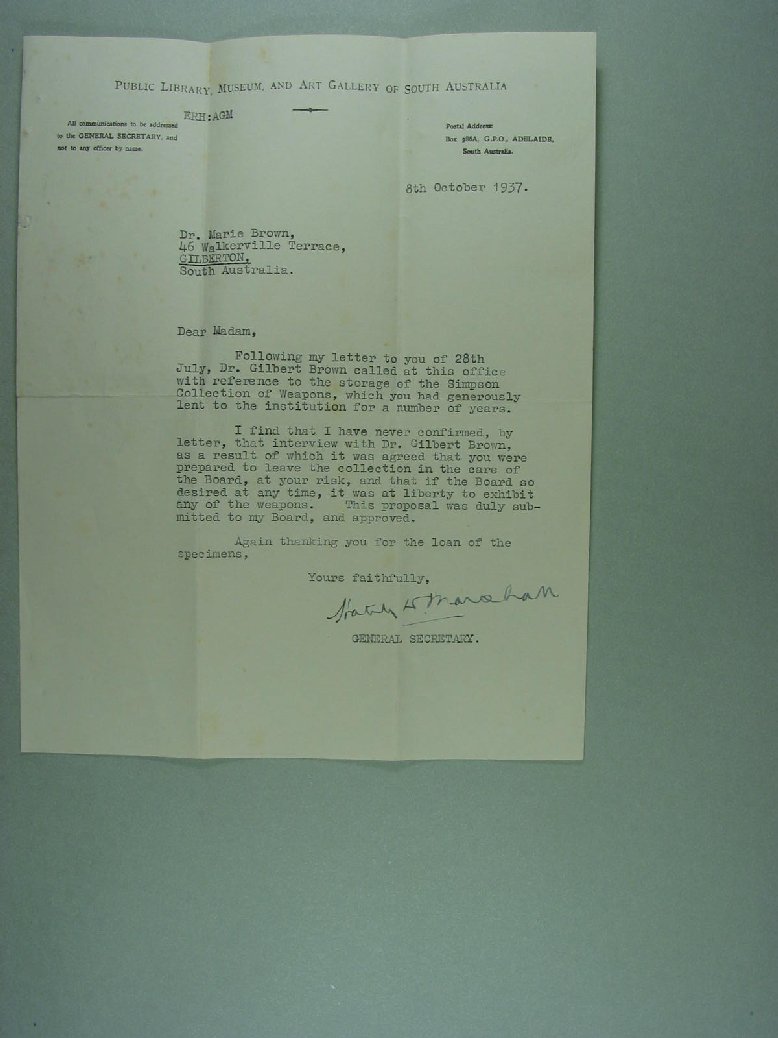 PUBLIC LIBRARY, MUSEUM, AND ART GALLERY OF SOUTH AUSTRALIA
ERH:AGM
All communications to be addressed
to the GENERAL SECRETARY, and
not to any officer by name.
Postal Address:
Box 386A, G.P.O., ADELAIDE,
South Australia.
8th October 1937.
Dr. Marie Brown,
46 Walkerville Terrace,
GILBERTON,
South Australia.
Dear Madam,
Following my letter to you of 28th
July, Dr. Gilbert Brown called at this office
with reference to the storage of the Simpson
Collection of Weapons, which you had generously
lent to the institution for a number of years.
I find that I have never confirmed, by
letter, that interview with Dr. Gilbert Brown,
as a result of which it was agreed that you were
prepared to leave the collection in the care of
the Board, at your risk, and that if the Board so
desired at any time, it was at liberty to exhibit
any of the weapons. This proposal was duly sub-
mitted to my Board, and approved.
Again thanking you for the loan of the
specimens,
Yours faithfully,
GENERAL SECRETARY.